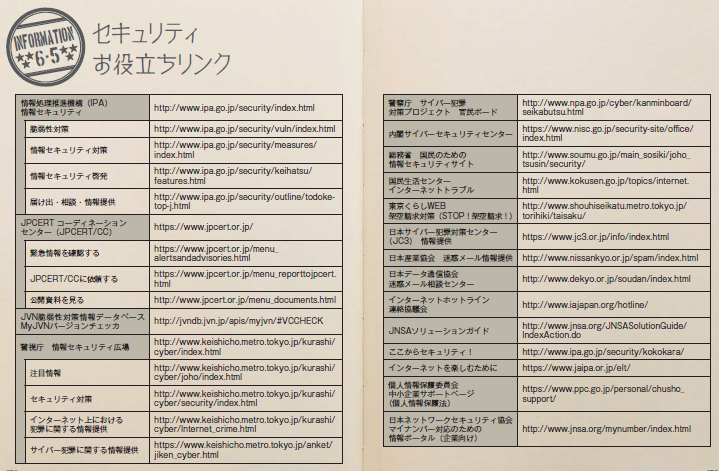 INFORMATION
6-5
セキュリティ
お役立ちリンク
情報処理推進機構（IPA）
情報セキュリティ
http://www.ipa.go.jp/security/index.html
脆弱性対策
http://www.ipa.go.jp/security/vuln/index.html
情報セキュリティ対策
http://www.ipa.go.jp/security/measures/
index.html
情報セキュリティ啓発
http://www.ipa.go.jp/security/keihatsu/
features.html
届け出・相談・情報提供
http://www.ipa.go.jp/security/outline/todoke-
top-j.html
JPCERT コーディネーション
センター（JPCERT/CC）
https://www.jpcert.or.jp/
緊急情報を確認する
https://www.jpcert.or.jp/menu_
alertsandadvisories.html
JPCERT/CCに依頼する
https://www.jpcert.or.jp/menu_reporttojpcert.
html
公開資料を見る
http://www.jpcert.or.jp/menu_documents.html
JVN脆弱性対策情報データベース
MyJVNバージョンチェッカ
http://jvndb.jvn.jp/apis/myjvn/#VCCHECK
警視庁　情報セキュリティ広場
http://www.keishicho.metro.tokyo.jp/kurashi/
cyber/index.html
注目情報
http://www.keishicho.metro.tokyo.jp/kurashi/
cyber/joho/index.html
セキュリティ対策
http://www.keishicho.metro.tokyo.jp/kurashi/
cyber/security/index.html
インターネット上における
犯罪に関する情報提供
http://www.keishicho.metro.tokyo.jp/kurashi/
cyber/Internet_crime.html
サイバー犯罪に関する情報提供
https://www.keishicho.metro.tokyo.jp/anket/
jiken_cyber.html
警察庁　サイバー犯罪
対策プロジェクト　官民ボード
http://www.npa.go.jp/cyber/kanminboard/
seikabutsu.html
内閣サイバーセキュリティセンター
https://www.nisc.go.jp/security-site/office/
index.html
総務省　国民のための
情報セキュリティサイト
http://www.soumu.go.jp/main_sosiki/joho_
tsusin/security/
国民生活センター
インターネットトラブル
http://www.kokusen.go.jp/topics/internet.
html
東京くらしWEB
架空請求対策（STOP！架空請求！）
http://www.shouhiseikatu.metro.tokyo.jp/
torihiki/taisaku/
日本サイバー犯罪対策センター
（JC3）　情報提供
https://www.jc3.or.jp/info/index.html
日本産業協会　迷惑メール情報提供
http://www.nissankyo.or.jp/spam/index.html
日本データ通信協会
迷惑メール相談センター
http://www.dekyo.or.jp/soudan/index.html
インターネットホットライン
連絡協議会
http://www.iajapan.org/hotline/
JNSAソリューションガイド
http://www.jnsa.org/JNSASolutionGuide/
IndexAction.do
ここからセキュリティ！
http://www.ipa.go.jp/security/kokokara/
インターネットを楽しむために
https://www.jaipa.or.jp/elt/
個人情報保護委員会
中小企業サポートページ
（個人情報保護法）
https://www.ppc.go.jp/personal/chusho_
support/
日本ネットワークセキュリティ協会
マイナンバー対応のための
情報ポータル（企業向け）
http://www.jnsa.org/mynumber/index.html